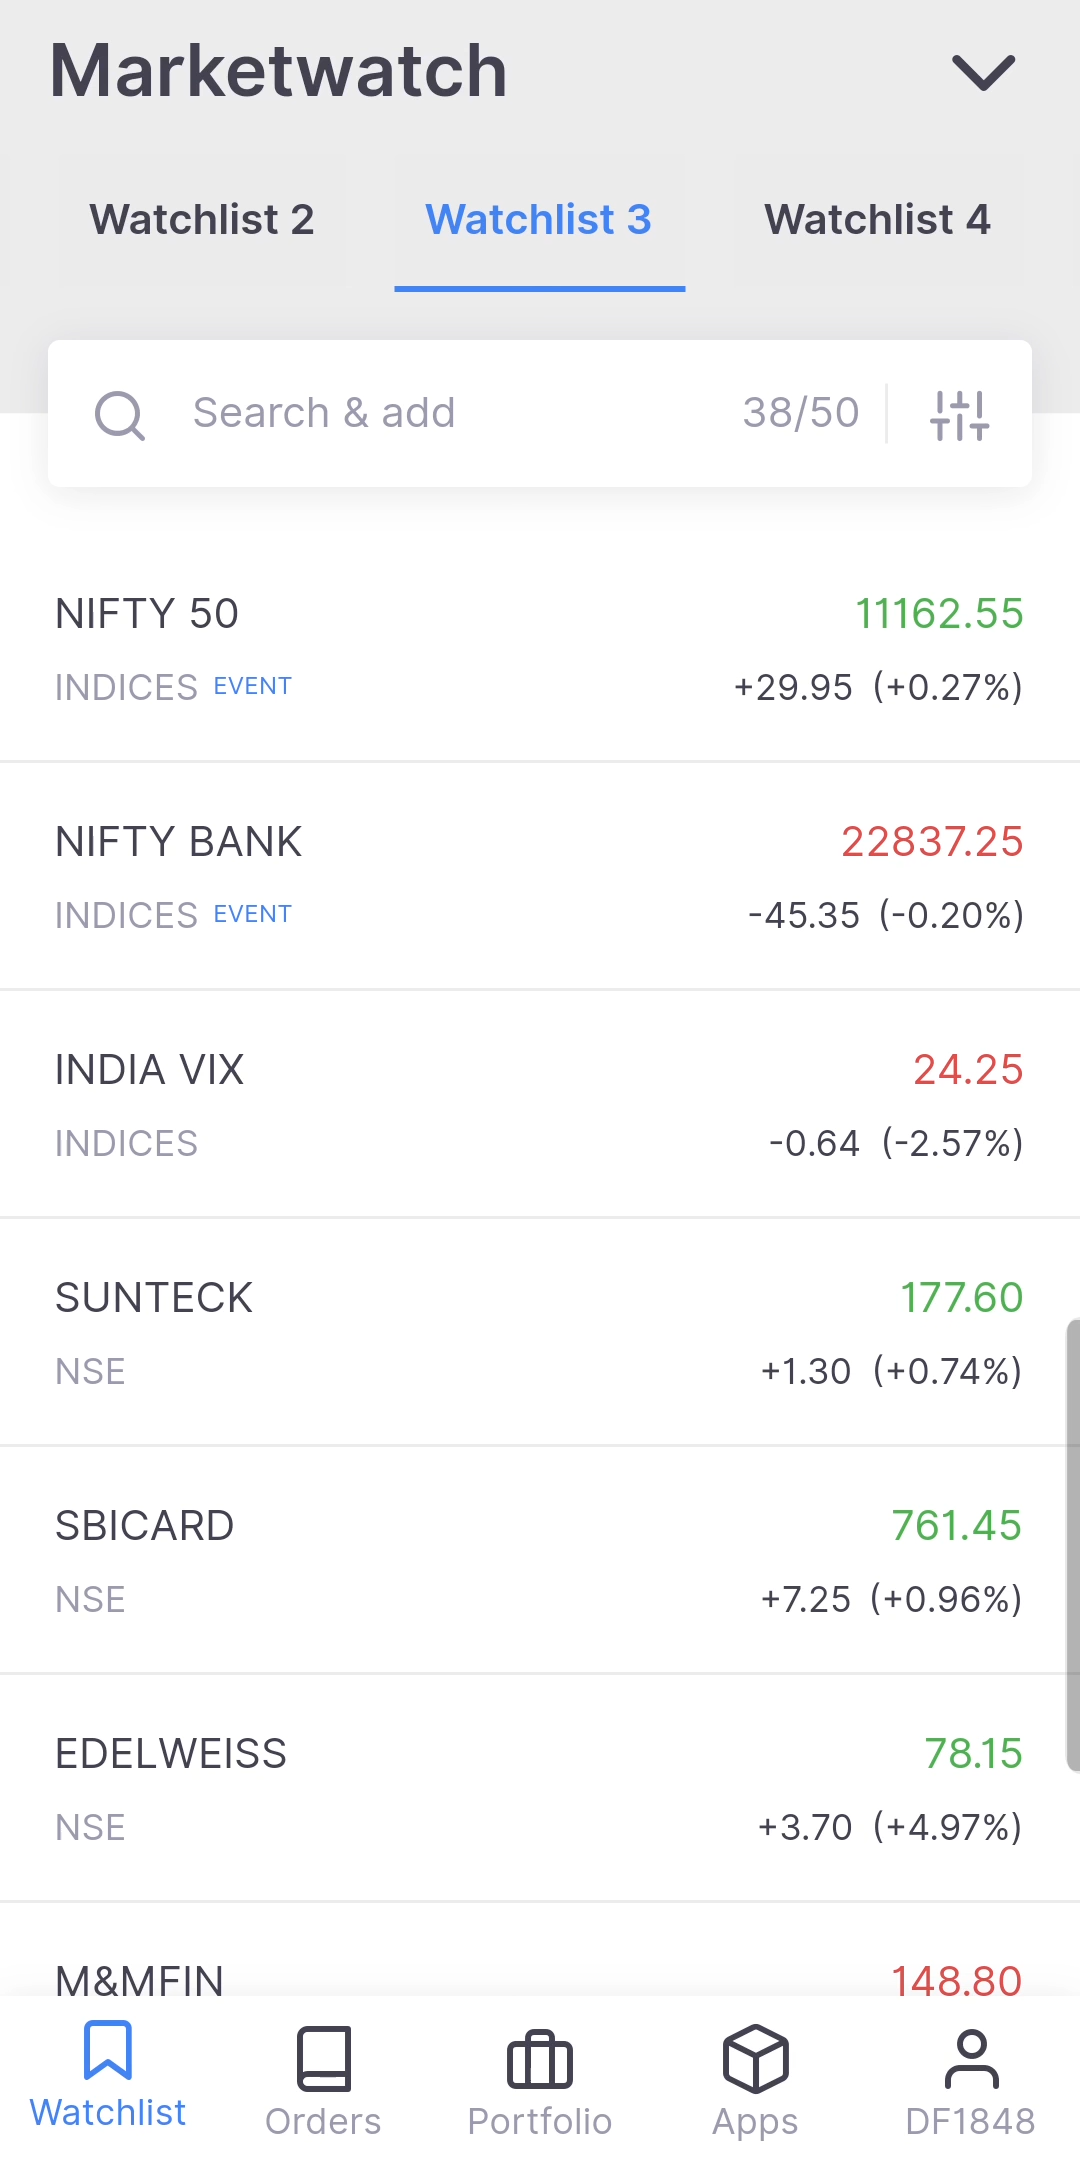 Marketwatch
Watchlist 2 Watchlist 3 Watchlist 4
Search & add 38/50
NIFTY 50 11162.55
INDICES EVENT +29.95 (+0.27%)
NIFTY BANK 22837.25
INDICES EVENT -45.35 (-0.20%)
INDIA VIX 24.25
INDICES -0.64 (-2.57%)
SUNTECK 177.60
NSE +1.30 (+0.74%)
SBICARD 761.45
NSE +7.25 (+0.96%)
EDELWEISS 78.15
NSE +3.70 (+4.97%)
M&MFIN 148.80
Watchlist Orders Portfolio Apps DF1848